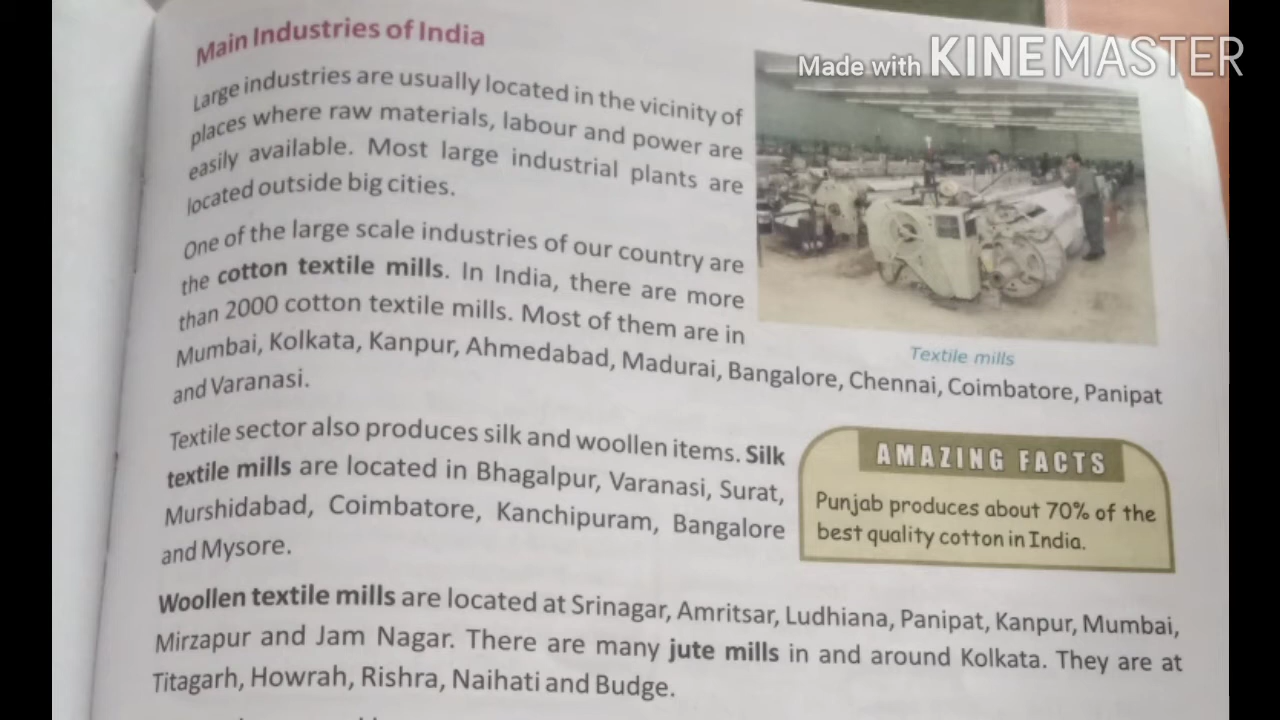 Made with KINEMASTER
Main Industries of India
Large industries are usually located in the vicinity of
places where raw materials, labour and power are
easily available. Most large industrial plants are
located outside big cities.
One of the large scale industries of our country are
the cotton textile mills. In India, there are more
than 2000 cotton textile mills. Most of them are in
Mumbai, Kolkata, Kanpur, Ahmedabad, Madurai, Bangalore, Chennai, Coimbatore, Panipat
and Varanasi.
Textile mills
Textile sector also produces silk and woollen items. Silk
textile mills are located in Bhagalpur, Varanasi, Surat,
Murshidabad, Coimbatore, Kanchipuram, Bangalore
and Mysore.
AMAZING FACTS
Punjab produces about 70% of the
best quality cotton in India.
Woollen textile mills are located at Srinagar, Amritsar, Ludhiana, Panipat, Kanpur, Mumbai,
Mirzapur and Jam Nagar. There are many jute mills in and around Kolkata. They are at
Titagarh, Howrah, Rishra, Naihati and Budge.